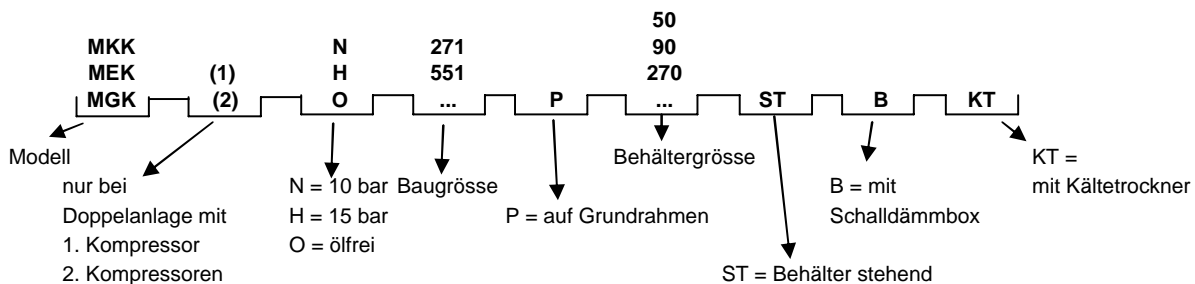 50
MKK N 271 90
MEK (1) H 551 270
MGK (2) O ... P ... ST B KT
Modell Behältergrösse KT =
nur bei N = 10 bar Baugrösse B = mit mit Kältetrockner
Doppelanlage mit H = 15 bar P = auf Grundrahmen Schalldämmbox
1. Kompressor O = ölfrei
2. Kompressoren ST = Behälter stehend